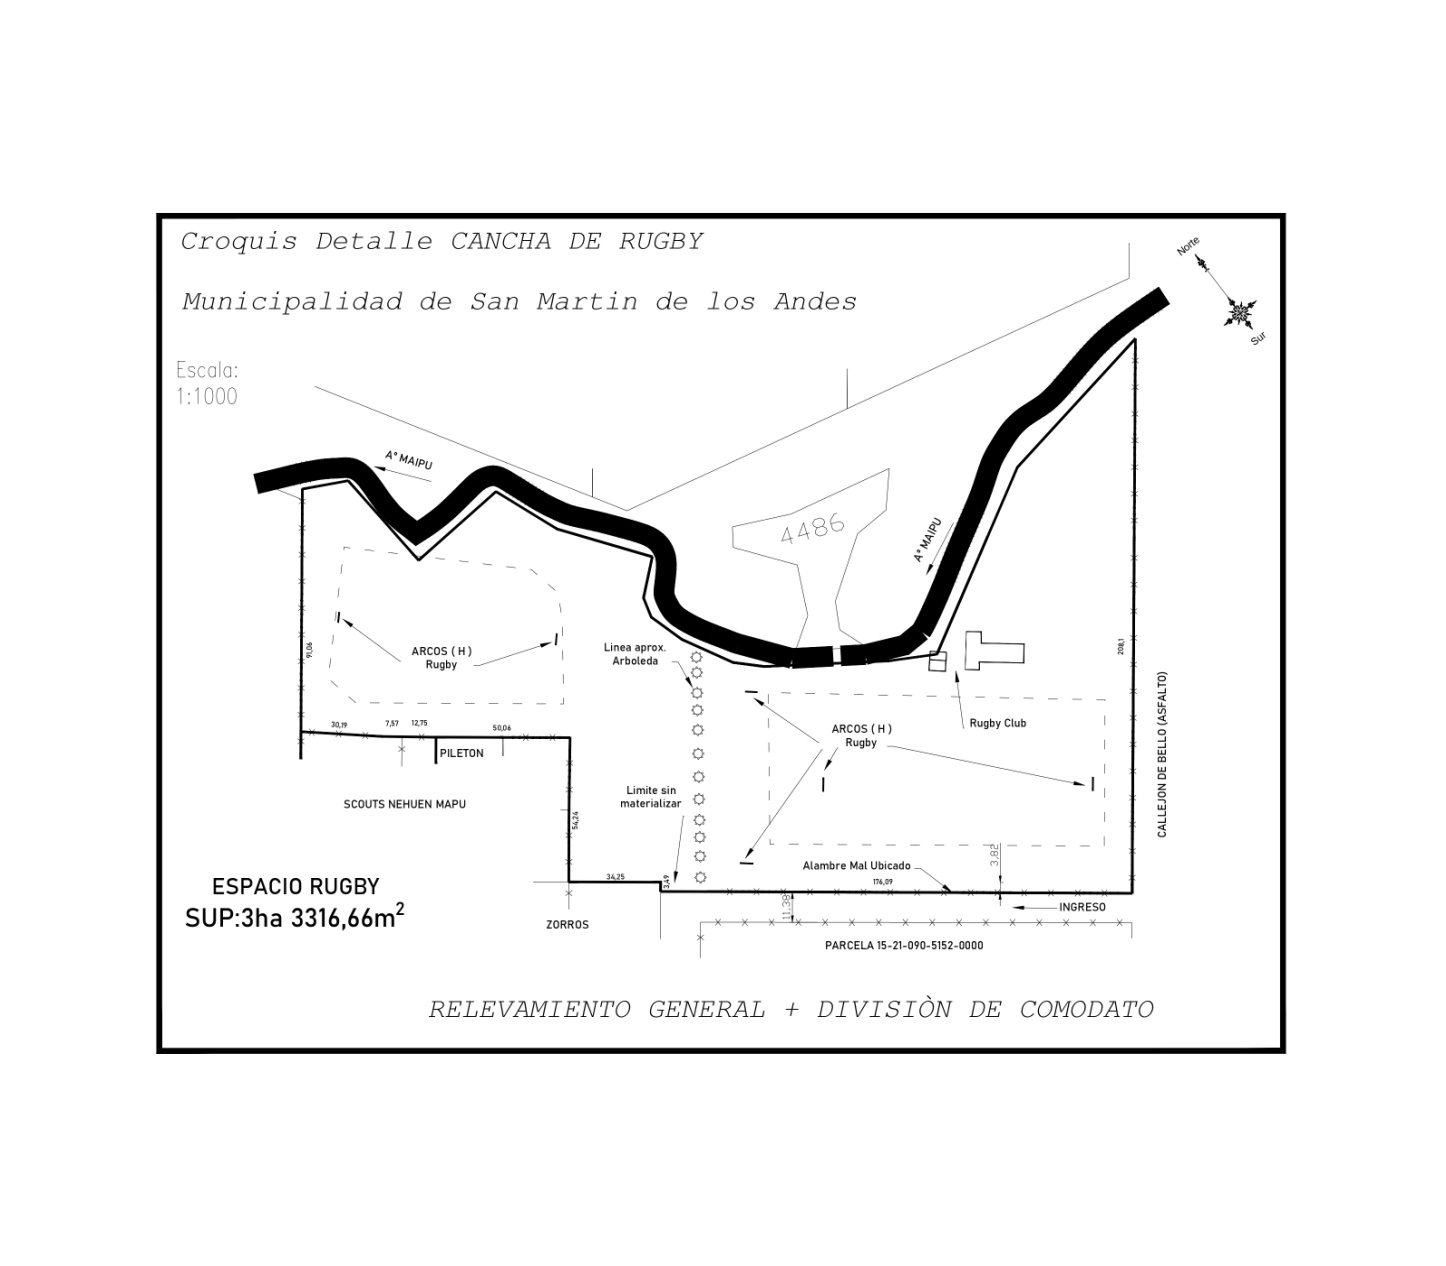 Croquis Detalle CANCHA DE RUGBY
Norte
Municipalidad de San Martin de los Andes
Sur
Escala:
1:1000
A° MAIPU
4486
A° MAIPU
91,06
ARCOS ( H )
Rugby
Línea aprox.
Arboleda
208,1
CALLEJON DE BELLO (ASFALTO)
Rugby Club
30,19
7,57
12,75
50,06
ARCOS ( H )
Rugby
PILETON
SCOUTS NEHUEN MAPU
54,24
Limite sin
materializar
3,82
Alambre Mal Ubicado
34,25
3,49
176,09
ESPACIO RUGBY
SUP:3ha 3316,66m²
11,38
INGRESO
ZORROS
PARCELA 15-21-090-5152-0000
RELEVAMIENTO GENERAL + DIVISIÒN DE COMODATO